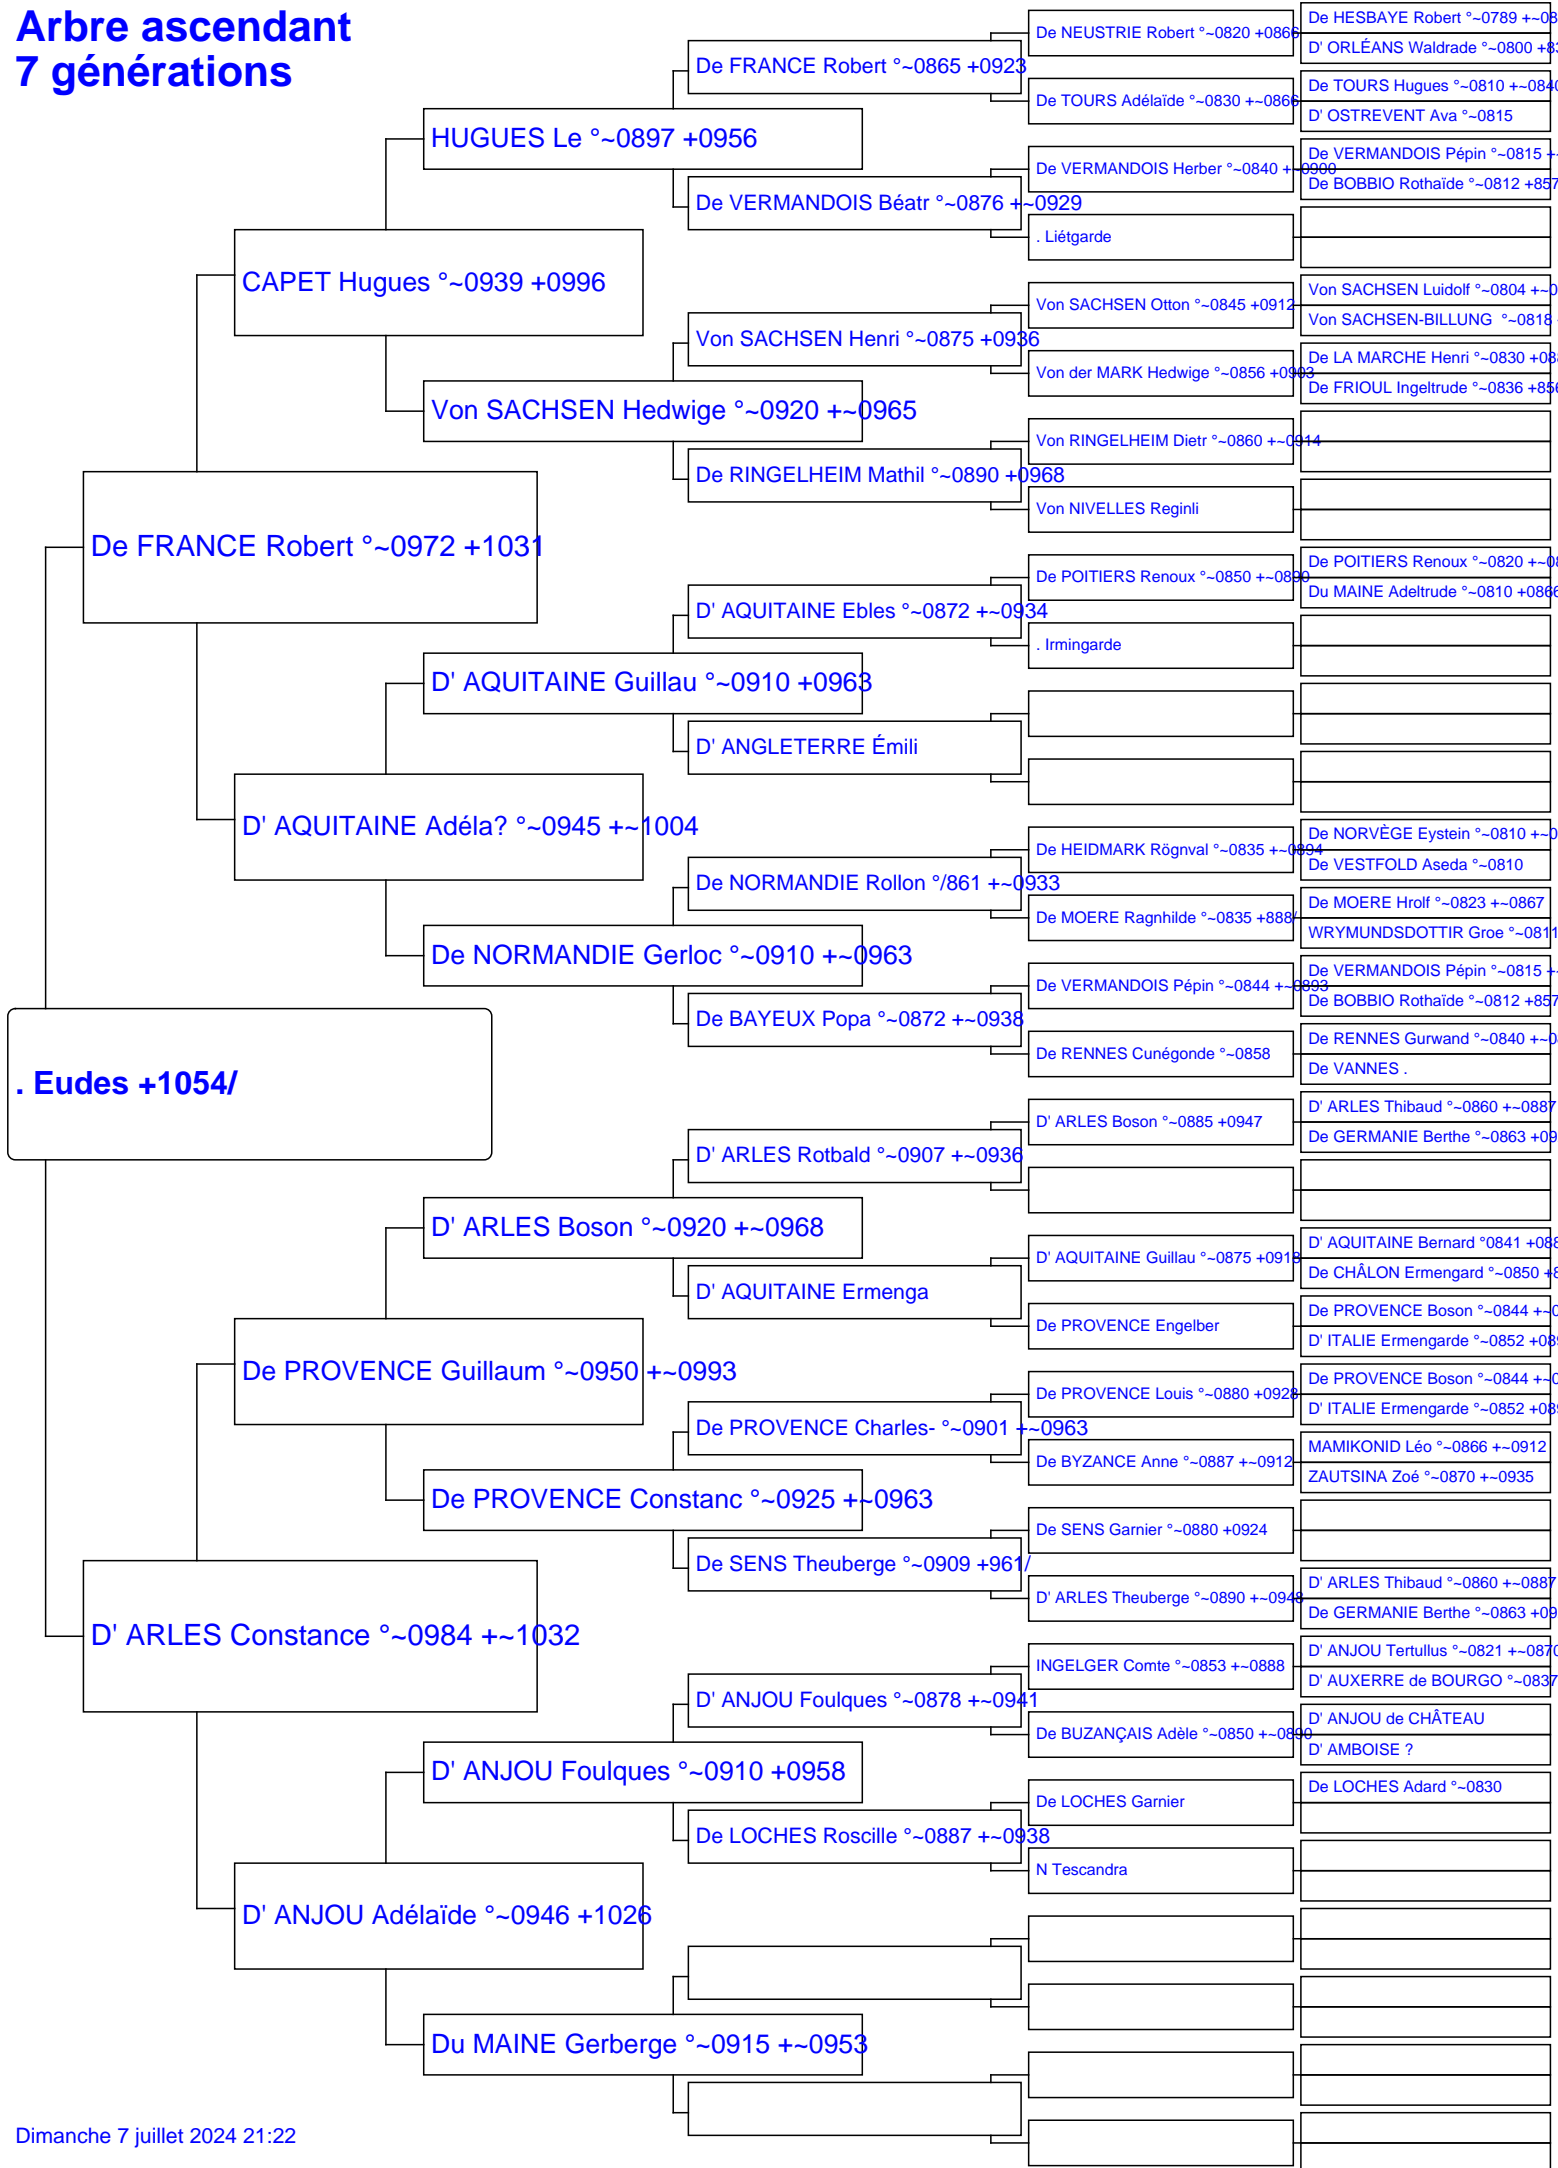 Arbre ascendant
7 générations
De HESBAYE Robert °~0789 +~08
De NEUSTRIE Robert °~0820 +0866
D' ORLÉANS Waldrade °~0800 +83
De FRANCE Robert °~0865 +0923
De TOURS Hugues °~0810 +~0840
De TOURS Adélaïde °~0830 +~0866
D' OSTREVENT Ava °~0815
HUGUES Le °~0897 +0956
De VERMANDOIS Pépin °~0815 +~
De VERMANDOIS Herber °~0840 +~0900
De BOBBIO Rothaïde °~0812 +857
De VERMANDOIS Béatr °~0876 +~0929
. Liétgarde
CAPET Hugues °~0939 +0996
Von SACHSEN Luidolf °~0804 +~0
Von SACHSEN Otton °~0845 +0912
Von SACHSEN-BILLUNG °~0818
Von SACHSEN Henri °~0875 +0936
De LA MARCHE Henri °~0830 +08
Von der MARK Hedwige °~0856 +0903
De FRIOUL Ingeltrude °~0836 +856
Von SACHSEN Hedwige °~0920 +~0965
Von RINGELHEIM Dietr °~0860 +~0914
De RINGELHEIM Mathil °~0890 +0968
Von NIVELLES Reginli
De FRANCE Robert °~0972 +1031
De POITIERS Renoux °~0820 +~08
De POITIERS Renoux °~0850 +~0890
Du MAINE Adeltrude °~0810 +0866
D' AQUITAINE Ebles °~0872 +~0934
. Irmingarde
D' AQUITAINE Guillau °~0910 +0963
D' ANGLETERRE Émili
D' AQUITAINE Adéla? °~0945 +~1004
De NORVÈGE Eystein °~0810 +~0
De HEIDMARK Rögnval °~0835 +~0894
De VESTFOLD Aseda °~0810
De NORMANDIE Rollon °/861 +~0933
De MOERE Hrolf °~0823 +~0867
De MOERE Ragnhilde °~0835 +888/
WRYMUNDSDOTTIR Groe °~0811
De NORMANDIE Gerloc °~0910 +~0963
De VERMANDOIS Pépin °~0815 +~
De VERMANDOIS Pépin °~0844 +~0893
De BOBBIO Rothaïde °~0812 +857
De BAYEUX Popa °~0872 +~0938
De RENNES Gurwand °~0840 +~0
De RENNES Cunégonde °~0858
De VANNES .
. Eudes +1054/
D' ARLES Thibaud °~0860 +~0887
D' ARLES Boson °~0885 +0947
De GERMANIE Berthe °~0863 +09
D' ARLES Rotbald °~0907 +~0936
D' ARLES Boson °~0920 +~0968
D' AQUITAINE Bernard °0841 +088
D' AQUITAINE Guillau °~0875 +0918
De CHÂLON Ermengard °~0850 +8
D' AQUITAINE Ermenga
De PROVENCE Boson °~0844 +~0
De PROVENCE Engelber
D' ITALIE Ermengarde °~0852 +089
De PROVENCE Guillaum °~0950 +~0993
De PROVENCE Boson °~0844 +~0
De PROVENCE Louis °~0880 +0928
D' ITALIE Ermengarde °~0852 +089
De PROVENCE Charles- °~0901 +~0963
MAMIKONID Léo °~0866 +~0912
De BYZANCE Anne °~0887 +~0912
ZAUTSINA Zoé °~0870 +~0935
De PROVENCE Constanc °~0925 +~0963
De SENS Garnier °~0880 +0924
De SENS Theuberge °~0909 +961/
D' ARLES Thibaud °~0860 +~0887
D' ARLES Theuberge °~0890 +~0948
De GERMANIE Berthe °~0863 +09
D' ARLES Constance °~0984 +~1032
D' ANJOU Tertullus °~0821 +~0870
INGELGER Comte °~0853 +~0888
D' AUXERRE de BOURGO °~0837
D' ANJOU Foulques °~0878 +~0941
D' ANJOU de CHÂTEAU
De BUZANÇAIS Adèle °~0850 +~0890
D' AMBOISE ?
D' ANJOU Foulques °~0910 +0958
De LOCHES Adard °~0830
De LOCHES Garnier
De LOCHES Roscille °~0887 +~0938
N Tescandra
D' ANJOU Adélaïde °~0946 +1026
Du MAINE Gerberge °~0915 +~0953
Dimanche 7 juillet 2024 21:22